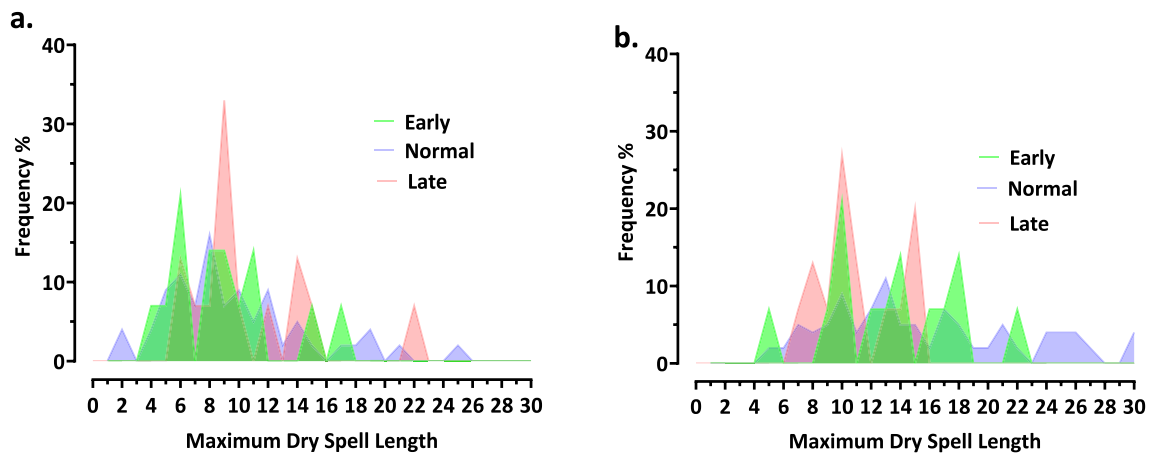 a.
Frequency %
40
30
20
10
0
Early
Normal
Late
0 2 4 6 8 10 12 14 16 18 20 22 24 26 28 30
Maximum Dry Spell Length
b.
Frequency %
40
30
20
10
0
Early
Normal
Late
0 2 4 6 8 10 12 14 16 18 20 22 24 26 28 30
Maximum Dry Spell Length